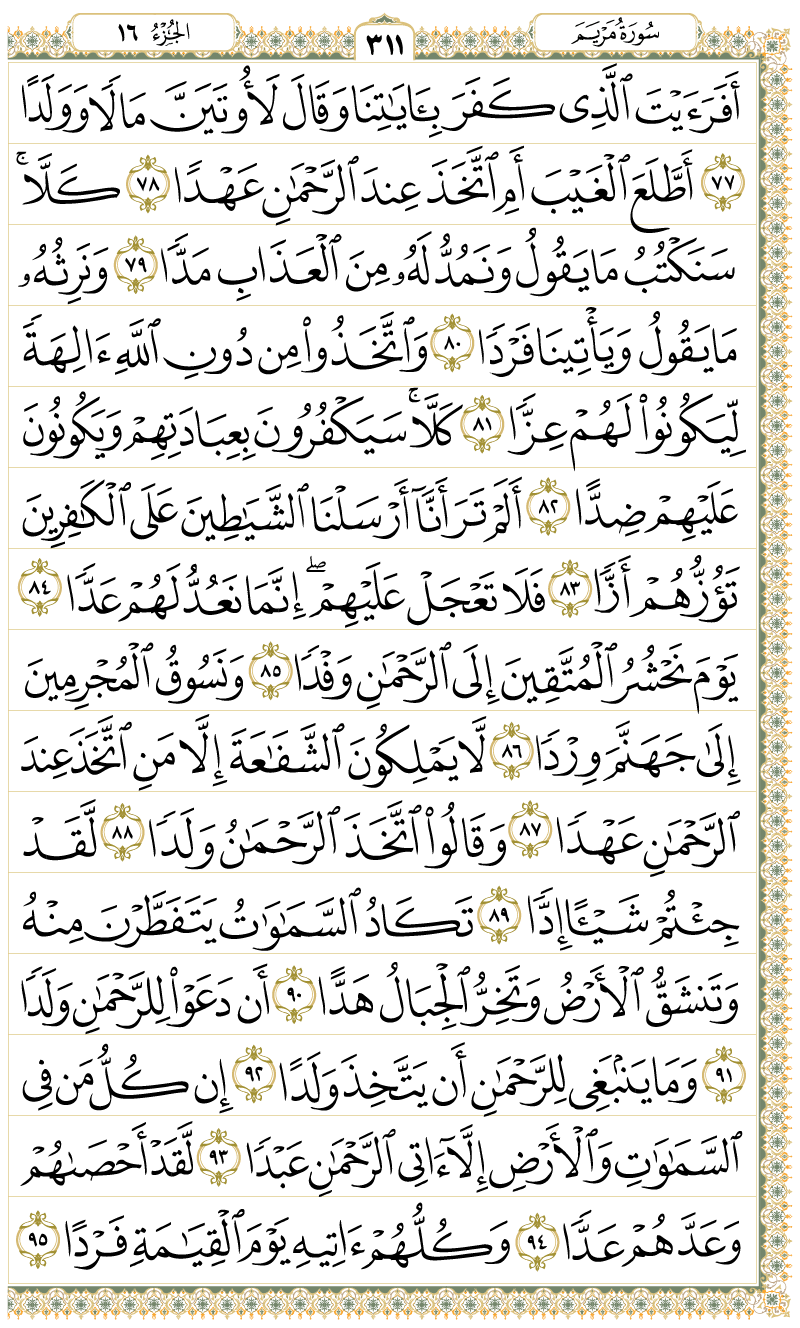 سُورَةُ مَرْيَمَ ٣١١ الجُزْءُ ١٦
أَفَرَءَيْتَ ٱلَّذِى كَفَرَ بِـَٔايَـٰتِنَا وَقَالَ لَأُوتَيَنَّ مَالًا وَوَلَدًا
٧٧ أَطَّلَعَ ٱلْغَيْبَ أَمِ ٱتَّخَذَ عِندَ ٱلرَّحْمَـٰنِ عَهْدًا ٧٨ كَلَّا ۚ
سَنَكْتُبُ مَا يَقُولُ وَنَمُدُّ لَهُۥ مِنَ ٱلْعَذَابِ مَدًّا ٧٩ وَنَرِثُهُۥ
مَا يَقُولُ وَيَأْتِينَا فَرْدًا ٨٠ وَٱتَّخَذُوا۟ مِن دُونِ ٱللَّهِ ءَالِهَةً
لِّيَكُونُوا۟ لَهُمْ عِزًّا ٨١ كَلَّا ۚ سَيَكْفُرُونَ بِعِبَادَتِهِمْ وَيَكُونُونَ
عَلَيْهِمْ ضِدًّا ٨٢ أَلَمْ تَرَ أَنَّآ أَرْسَلْنَا ٱلشَّيَـٰطِينَ عَلَى ٱلْكَـٰفِرِينَ
تَؤُزُّهُمْ أَزًّا ٨٣ فَلَا تَعْجَلْ عَلَيْهِمْ ۖ إِنَّمَا نَعُدُّ لَهُمْ عَدًّا ٨٤
يَوْمَ نَحْشُرُ ٱلْمُتَّقِينَ إِلَى ٱلرَّحْمَـٰنِ وَفْدًا ٨٥ وَنَسُوقُ ٱلْمُجْرِمِينَ
إِلَىٰ جَهَنَّمَ وِرْدًا ٨٦ لَّا يَمْلِكُونَ ٱلشَّفَـٰعَةَ إِلَّا مَنِ ٱتَّخَذَ عِندَ
ٱلرَّحْمَـٰنِ عَهْدًا ٨٧ وَقَالُوا۟ ٱتَّخَذَ ٱلرَّحْمَـٰنُ وَلَدًا ٨٨ لَّقَدْ
جِئْتُمْ شَيْـًٔا إِدًّا ٨٩ تَكَادُ ٱلسَّمَـٰوَٰتُ يَتَفَطَّرْنَ مِنْهُ
وَتَنشَقُّ ٱلْأَرْضُ وَتَخِرُّ ٱلْجِبَالُ هَدًّا ٩٠ أَن دَعَوْا۟ لِلرَّحْمَـٰنِ وَلَدًا
٩١ وَمَا يَنۢبَغِى لِلرَّحْمَـٰنِ أَن يَتَّخِذَ وَلَدًا ٩٢ إِن كُلُّ مَن فِى
ٱلسَّمَـٰوَٰتِ وَٱلْأَرْضِ إِلَّآ ءَاتِى ٱلرَّحْمَـٰنِ عَبْدًا ٩٣ لَّقَدْ أَحْصَىٰهُمْ
وَعَدَّهُمْ عَدًّا ٩٤ وَكُلُّهُمْ ءَاتِيهِ يَوْمَ ٱلْقِيَـٰمَةِ فَرْدًا ٩٥